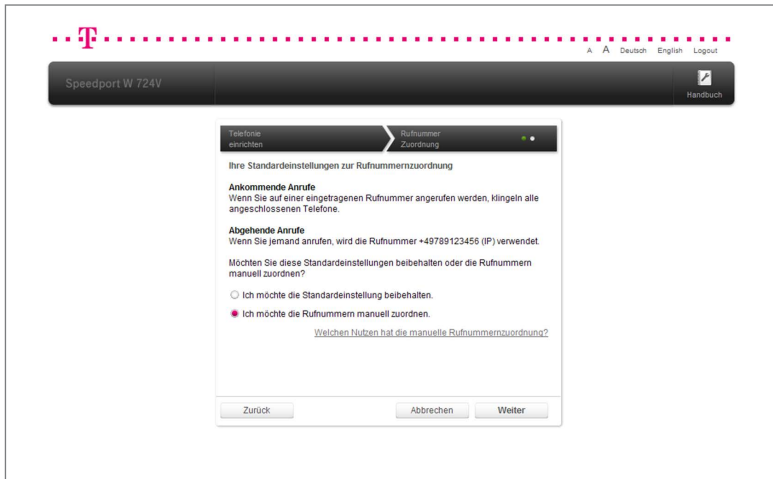 T
A A Deutsch English Logout
Speedport W 724V
Handbuch
Telefonie
einrichten
Rufnummer
Zuordnung
Ihre Standardeinstellungen zur Rufnummernzuordnung
Ankommende Anrufe
Wenn Sie auf einer eingetragenen Rufnummer angerufen werden, klingeln alle
angeschlossenen Telefone.
Abgehende Anrufe
Wenn Sie jemand anrufen, wird die Rufnummer +49789123456 (IP) verwendet.
Möchten Sie diese Standardeinstellungen beibehalten oder die Rufnummern
manuell zuordnen?
Ich möchte die Standardeinstellung beibehalten.
Ich möchte die Rufnummern manuell zuordnen.
Welchen Nutzen hat die manuelle Rufnummernzuordnung?
Zurück Abbrechen Weiter